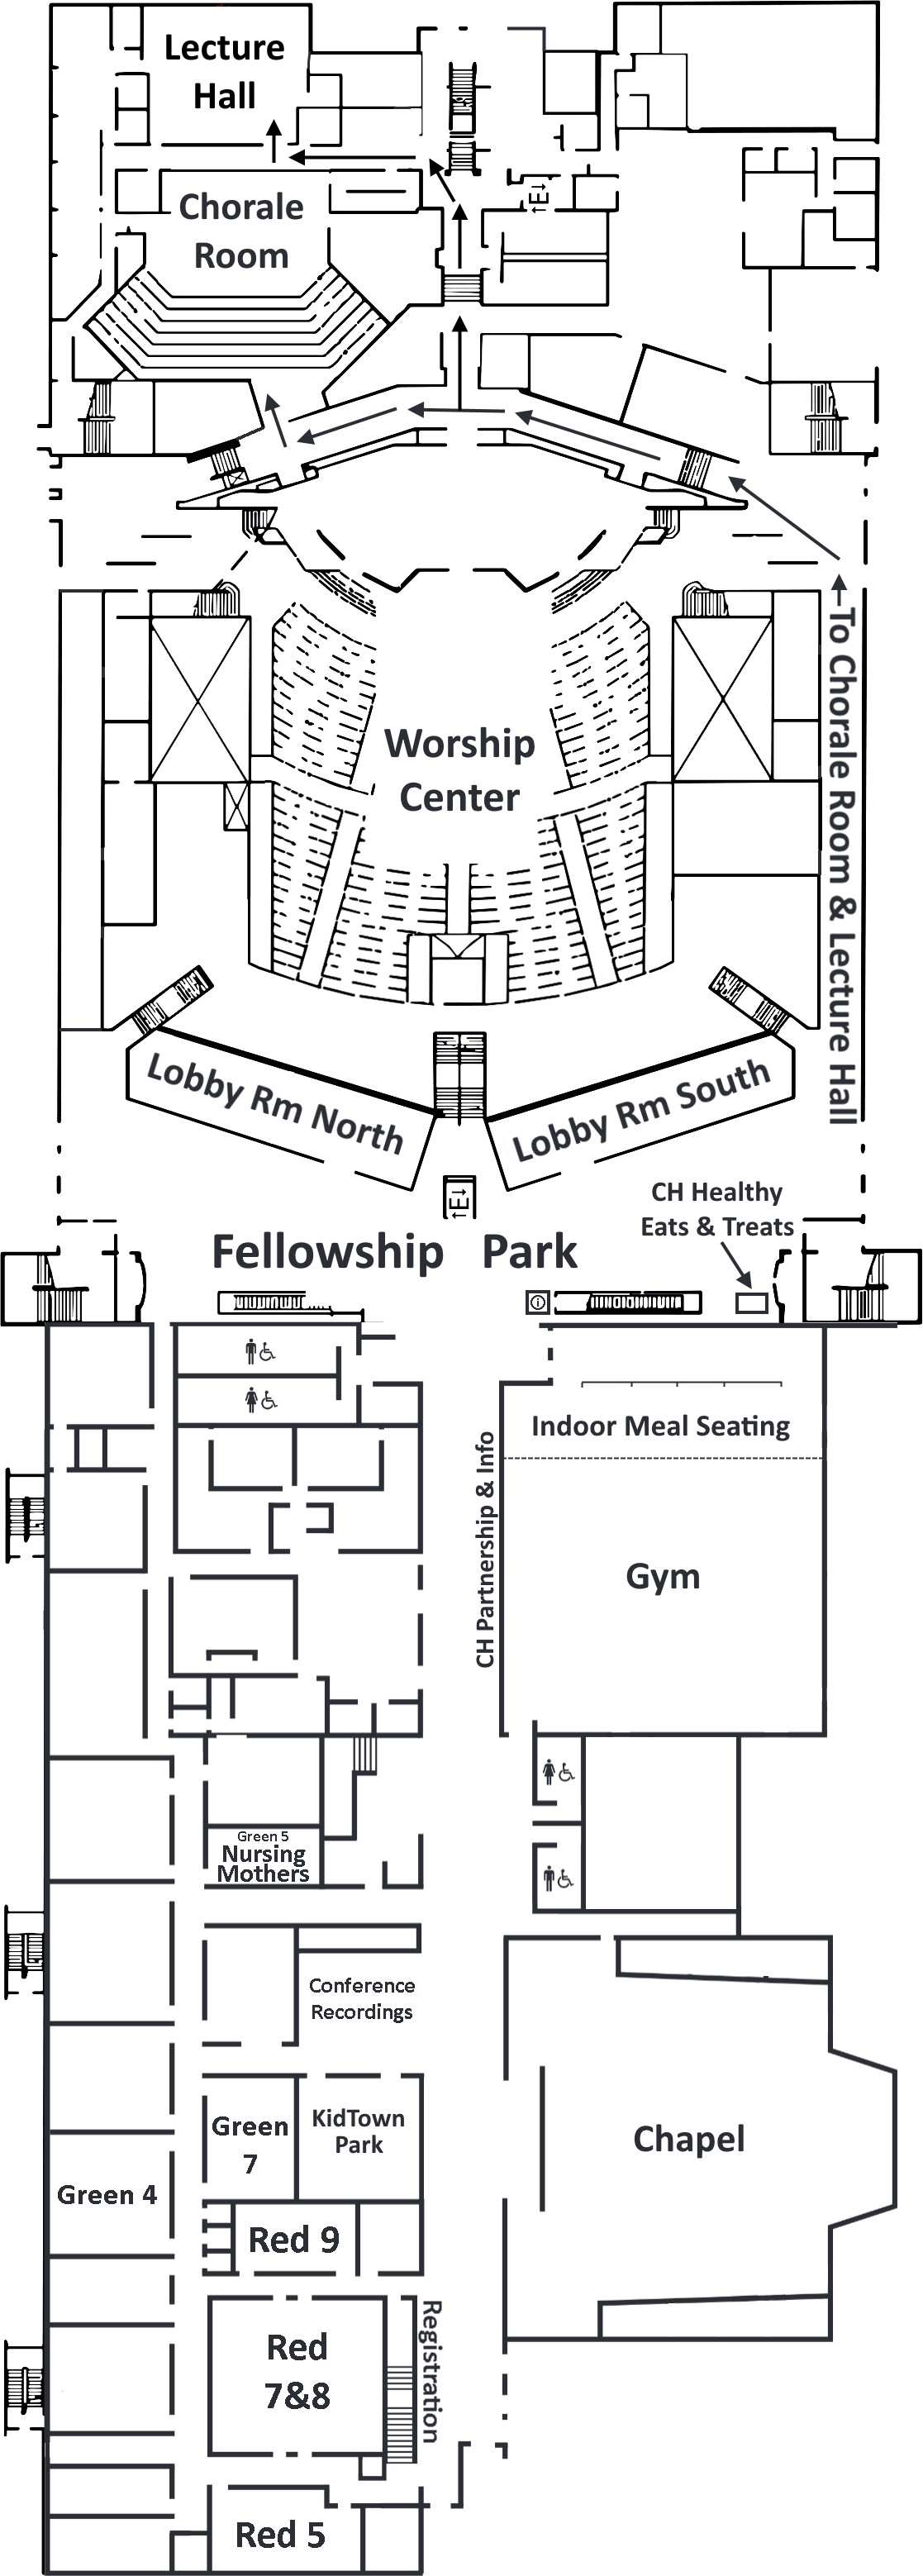 Lecture
Hall
Chorale
Room
←E→
To Chorale Room & Lecture Hall
Worship
Center
Lobby Rm North
Lobby Rm South
←E→
CH Healthy
Eats & Treats
Fellowship Park
i
Indoor Meal Seating
CH Partnership & Info
Gym
Green 5
Nursing
Mothers
Conference
Recordings
Green
7
KidTown
Park
Chapel
Green 4
Red 9
Registration
Red
7&8
Red 5